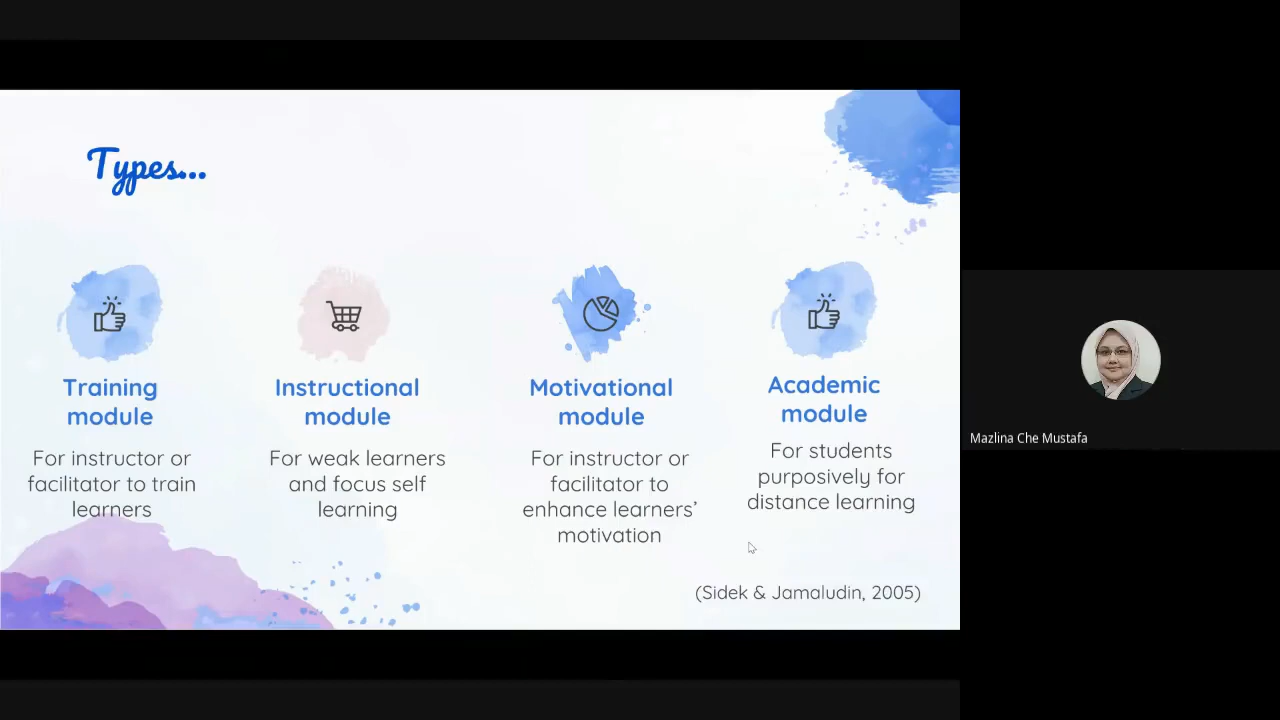 Types...
Training
module
For instructor or
facilitator to train
learners
Instructional
module
For weak learners
and focus self
learning
Motivational
module
For instructor or
facilitator to
enhance learners’
motivation
Academic
module
For students
purposively for
distance learning
(Sidek & Jamaludin, 2005)
Mazlina Che Mustafa